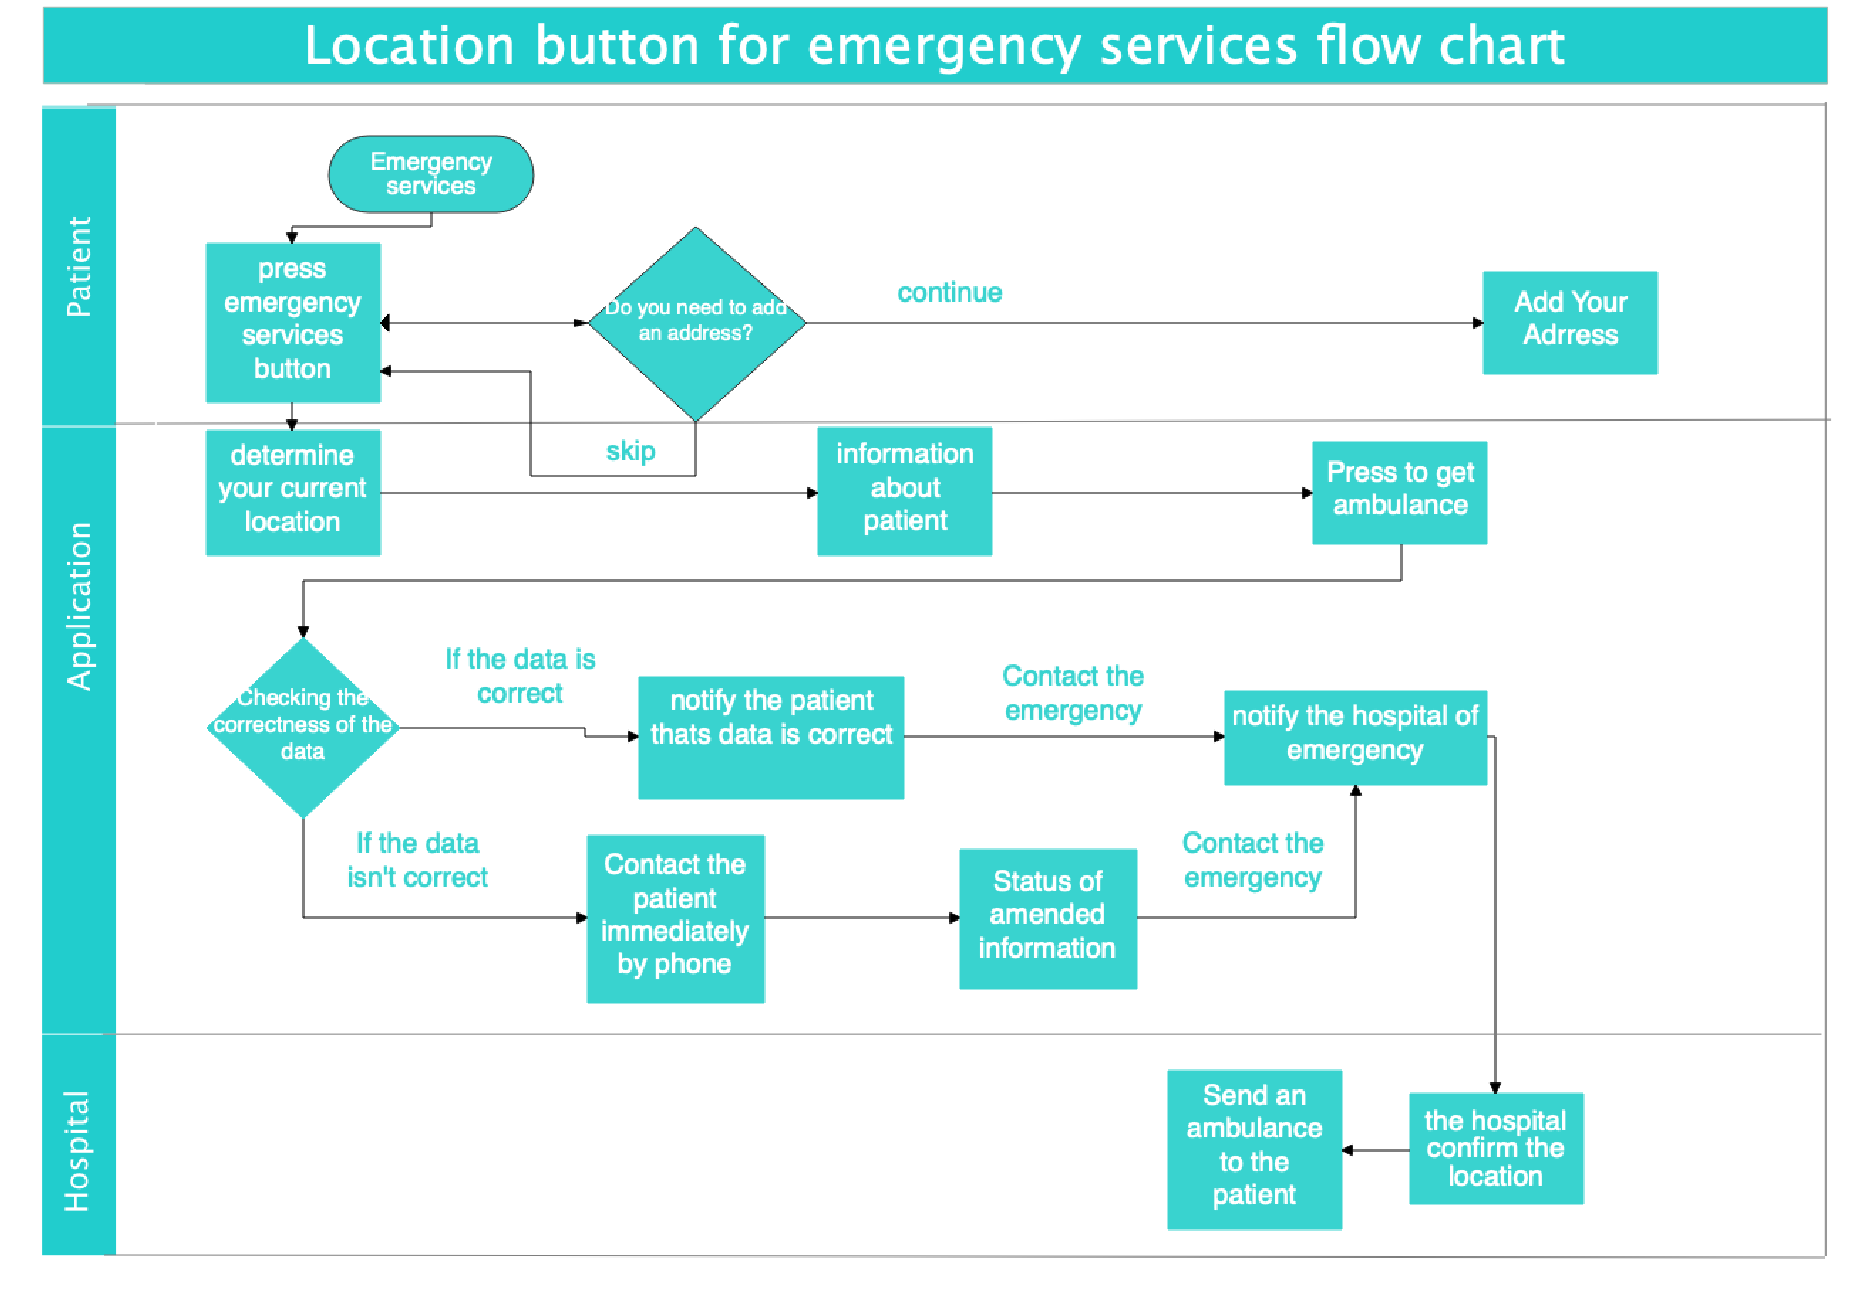 Location button for emergency services flow chart
Patient
Emergency
services
press
emergency
services
button
Do you need to add
an address?
continue
Add Your
Adrress
skip
Application
determine
your current
location
information
about
patient
Press to get
ambulance
Checking the
correctness of the
data
If the data is
correct
notify the patient
thats data is correct
Contact the
emergency
notify the hospital of
emergency
If the data
isn't correct
Contact the
patient
immediately
by phone
Status of
amended
information
Contact the
emergency
Hospital
Send an
ambulance
to the
patient
the hospital
confirm the
location